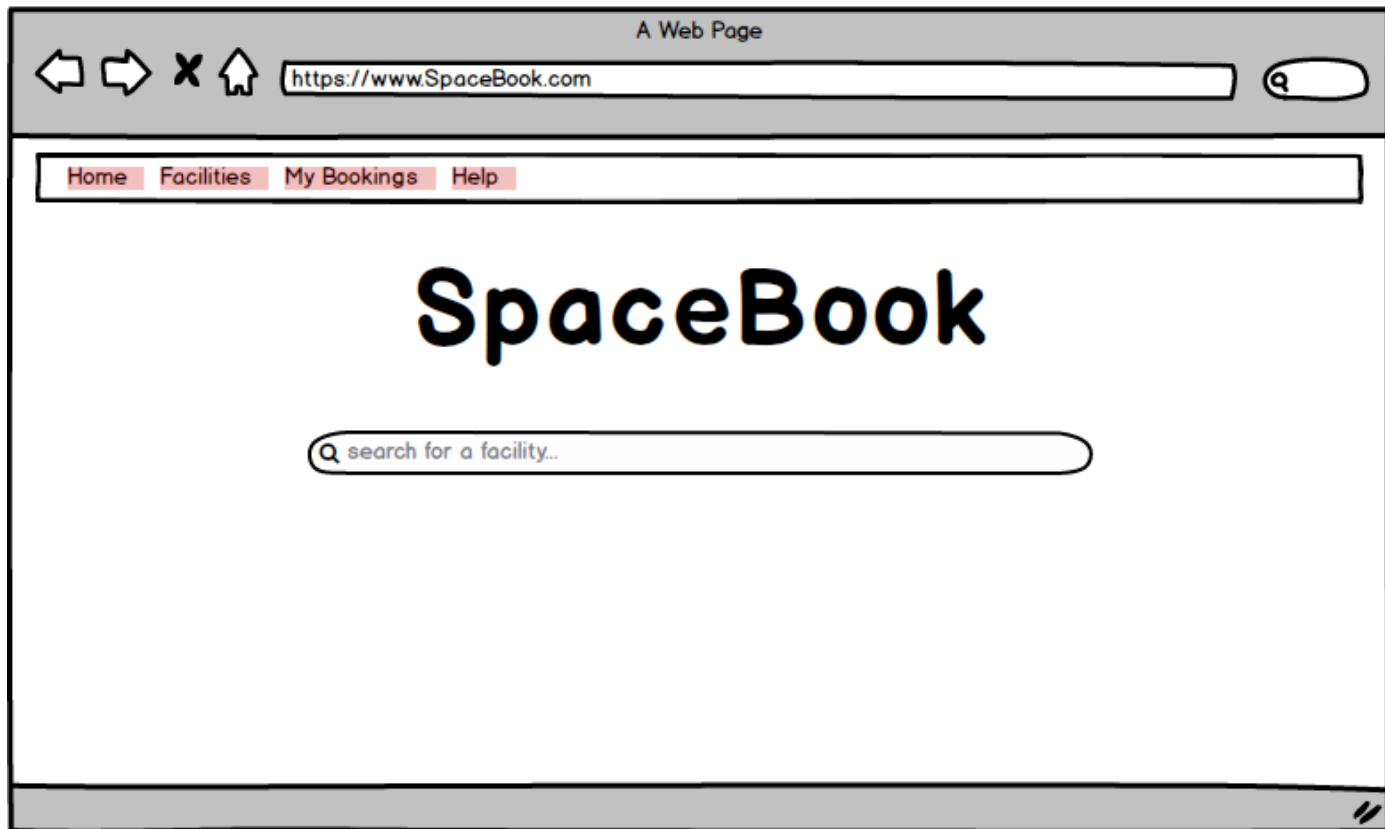 A Web Page
https://www.SpaceBook.com
Home Facilities My Bookings Help
SpaceBook
search for a facility...